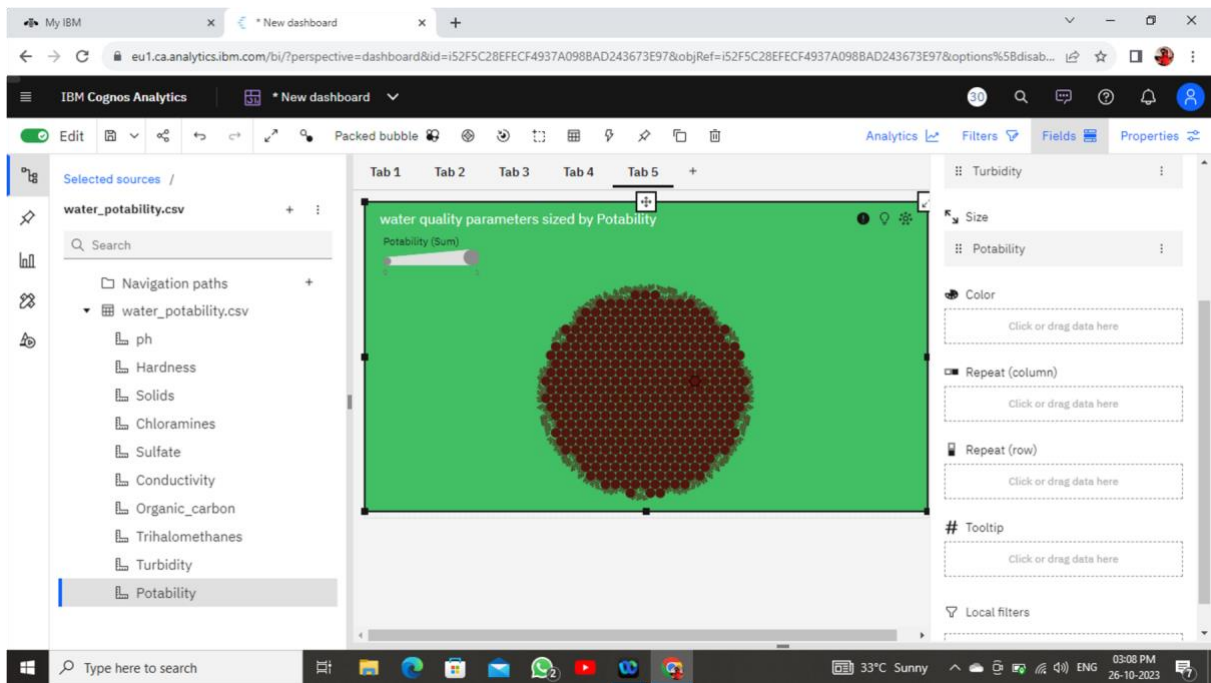 My IBM
* New dashboard
eu1.ca.analytics.ibm.com/bi/?perspective=dashboard&id=i52F5C28EFECF4937A098BAD243673E97&objRef=i52F5C28EFECF4937A098BAD243673E97&options%5Bdisab...
IBM Cognos Analytics
* New dashboard
30
Edit
Packed bubble
Analytics
Filters
Fields
Properties
Selected sources /
water_potability.csv
Search
Navigation paths
water_potability.csv
ph
Hardness
Solids
Chloramines
Sulfate
Conductivity
Organic_carbon
Trihalomethanes
Turbidity
Potability
Tab 1 Tab 2 Tab 3 Tab 4 Tab 5 +
water quality parameters sized by Potability
Potability (Sum)
Turbidity
Size
Potability
Color
Click or drag data here
Repeat (column)
Click or drag data here
Repeat (row)
Click or drag data here
# Tooltip
Click or drag data here
Local filters
Type here to search
2
33°C Sunny
ENG
03:08 PM
26-10-2023
7